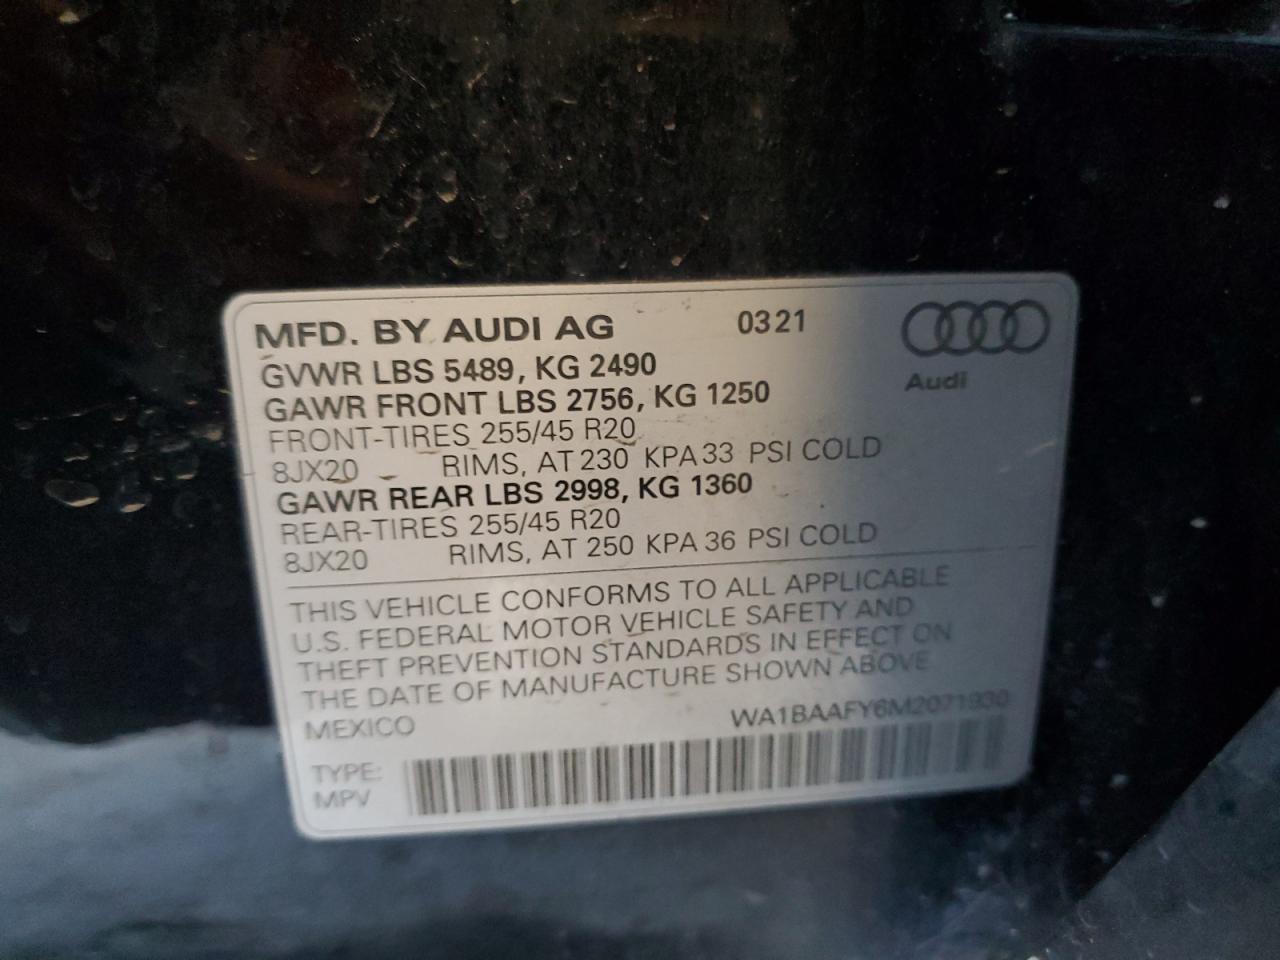 MFD. BY AUDI AG 0321
Audi
GVWR LBS 5489, KG 2490
GAWR FRONT LBS 2756, KG 1250
FRONT-TIRES 255/45 R20
8JX20 RIMS, AT 230 KPA 33 PSI COLD
GAWR REAR LBS 2998, KG 1360
REAR-TIRES 255/45 R20
8JX20 RIMS, AT 250 KPA 36 PSI COLD
THIS VEHICLE CONFORMS TO ALL APPLICABLE
U.S. FEDERAL MOTOR VEHICLE SAFETY AND
THEFT PREVENTION STANDARDS IN EFFECT ON
THE DATE OF MANUFACTURE SHOWN ABOVE
MEXICO WA1BAAFY6M2071930
TYPE:
MPV